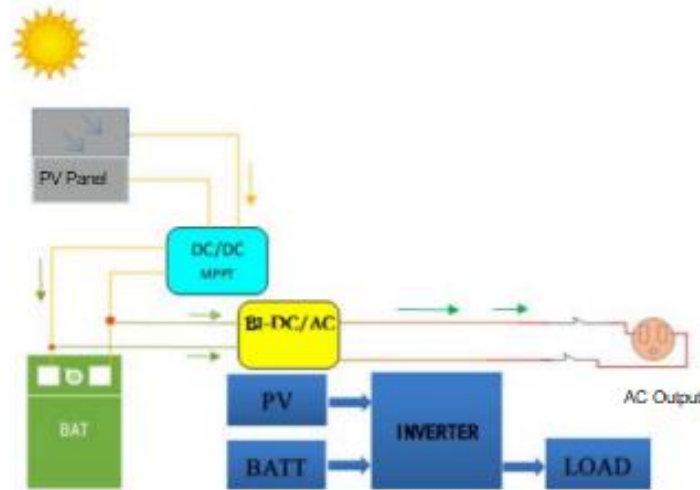 PV Panel
DC/DC
MPPT
BI-DC/AC
BAT
AC Output
PV
INVERTER
BATT
LOAD